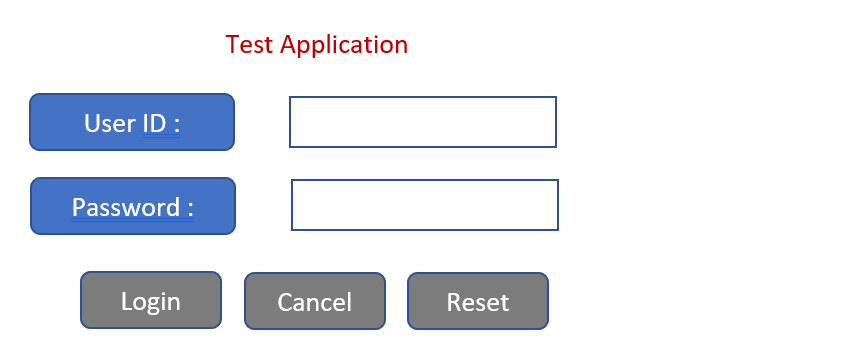 Test Application
User ID :
Password :
Login Cancel Reset